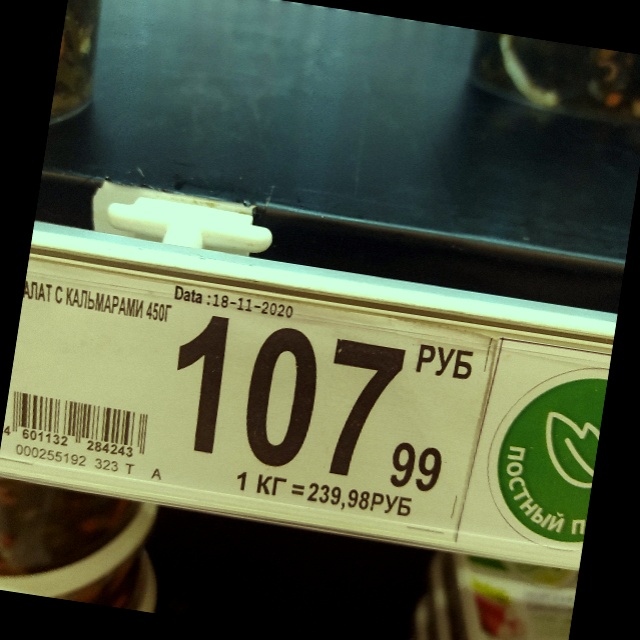 АЛАТ С КАЛЬМАРАМИ 450Г
Data :18-11-2020
107 99 РУБ
1 КГ = 239,98РУБ
4 601132 284243
000255192 323 Т А
ПОСТНЫЙ П